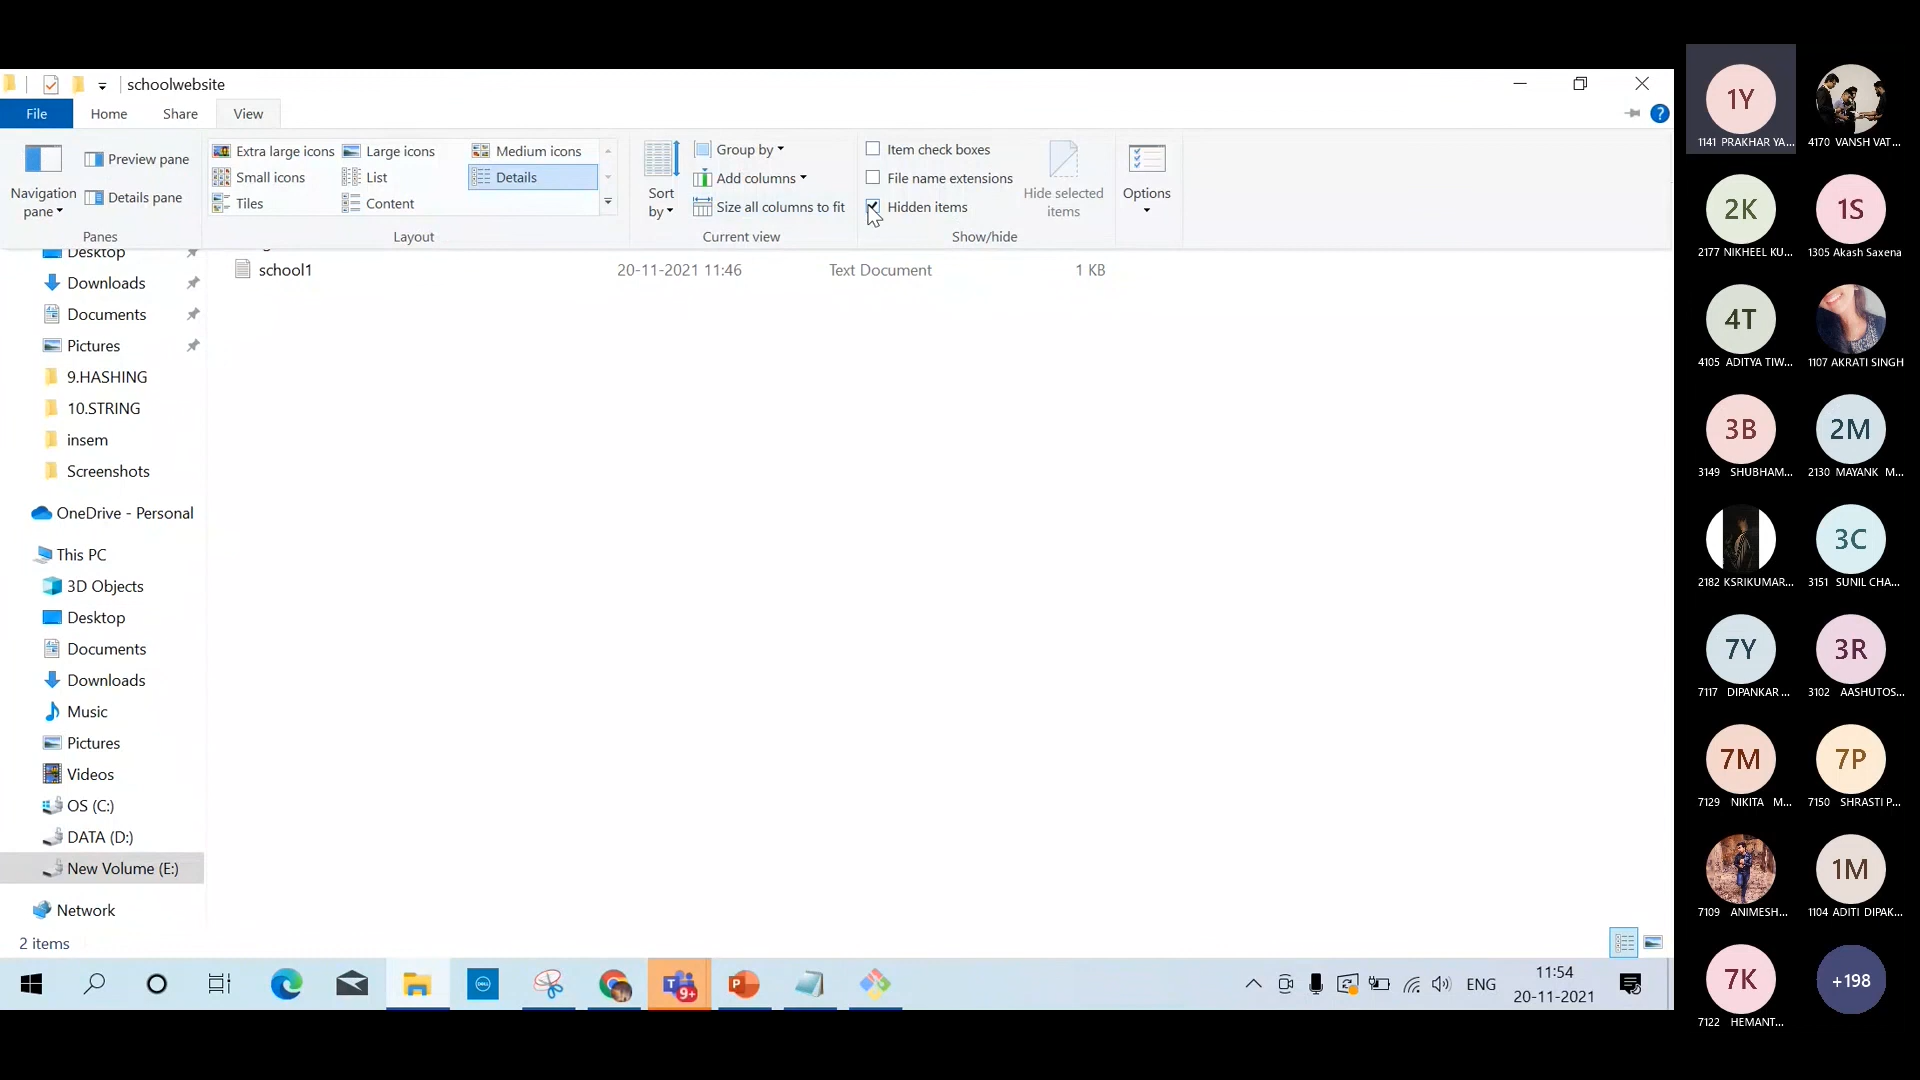 schoolwebsite
File Home Share View
Navigation pane
Preview pane
Details pane
Panes
Extra large icons Large icons Medium icons
Small icons List Details
Tiles Content
Layout
Sort by
Group by
Add columns
Size all columns to fit
Current view
Item check boxes
File name extensions
Hidden items
Hide selected items
Show/hide
Options
Desktop
Downloads
Documents
Pictures
9.HASHING
10.STRING
insem
Screenshots
OneDrive - Personal
This PC
3D Objects
Desktop
Documents
Downloads
Music
Pictures
Videos
OS (C:)
DATA (D:)
New Volume (E:)
Network
2 items
school1 20-11-2021 11:46 Text Document 1 KB
9+
DELL
ENG
11:54
20-11-2021
1Y
1141 PRAKHAR YA...
4170 VANSH VAT...
2K
2177 NIKHEEL KU...
1S
1305 Akash Saxena
4T
4105 ADITYA TIW...
1107 AKRATI SINGH
3B
3149 SHUBHAM...
2M
2130 MAYANK M...
2182 KSRIKUMAR...
3C
3151 SUNIL CHA...
7Y
7117 DIPANKAR ...
3R
3102 AASHUTOS...
7M
7129 NIKITA M...
7P
7150 SHRASTI P...
7109 ANIMESH...
1M
1104 ADITI DIPAK...
7K
7122 HEMANT...
+198